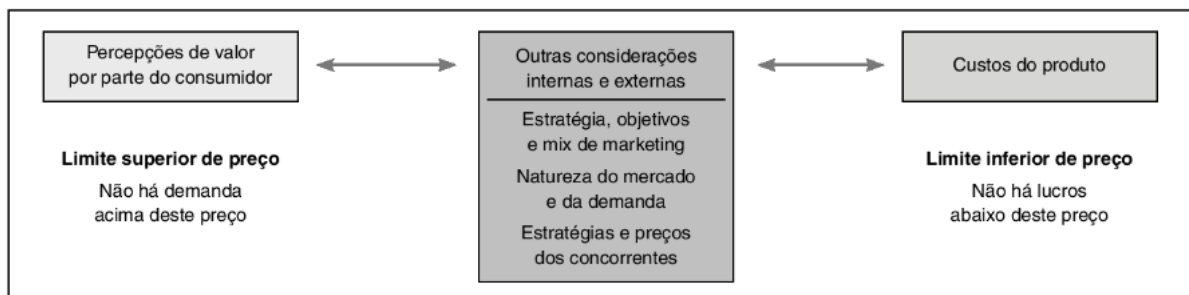 Percepções de valor
por parte do consumidor
Limite superior de preço
Não há demanda
acima deste preço
Outras considerações
internas e externas
Estratégia, objetivos
e mix de marketing
Natureza do mercado
e da demanda
Estratégias e preços
dos concorrentes
Custos do produto
Limite inferior de preço
Não há lucros
abaixo deste preço